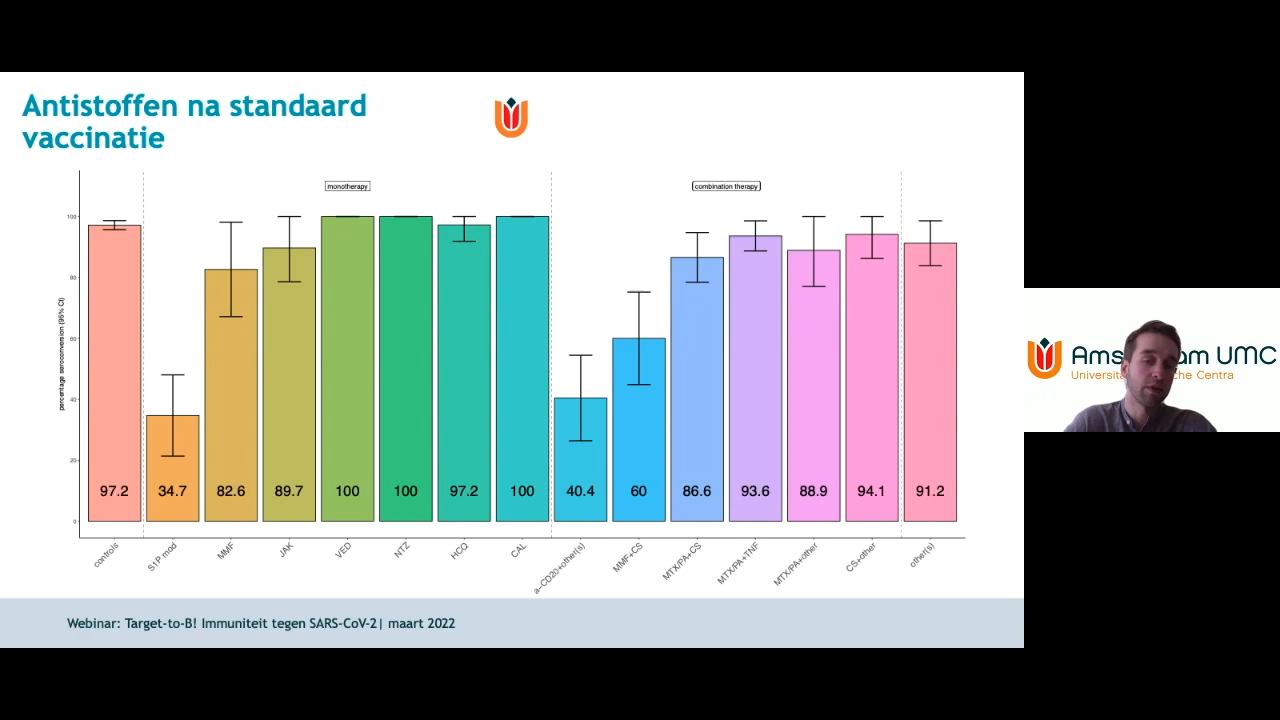 Antistoffen na standaard
vaccinatie
monotherapy
combination therapy
percentage seroconversion (95% CI)
100
80
60
40
20
0
97.2
34.7
82.6
89.7
100
100
97.2
100
40.4
60
86.6
93.6
88.9
94.1
91.2
controls
S1P mod
MMF
JAK
VED
NTZ
HCQ
CAL
a-CD20+other(s)
MMF+CS
MTX/PA+CS
MTX/PA+TNF
MTX/PA+other
CS+other
other(s)
Webinar: Target-to-B! Immuniteit tegen SARS-CoV-2| maart 2022
UMC
Centra